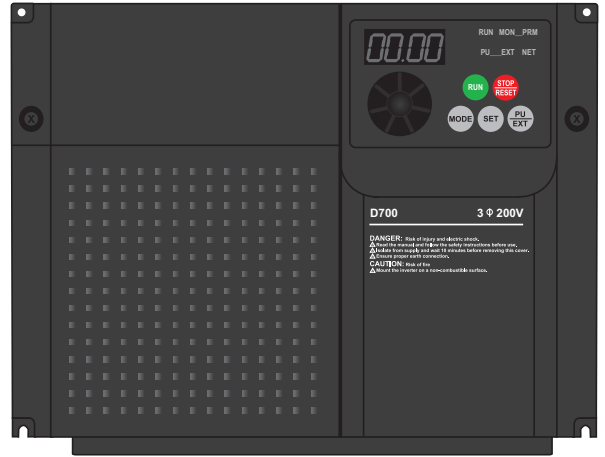 00.00
RUN MON PRM
PU EXT NET
RUN
STOP
RESET
MODE
SET
PU
EXT
D700 3 Φ 200V
DANGER: Risk of injury and electric shock.
Read the manual and follow the safety instructions before use,
Isolate from supply and wait 10 minutes before removing this cover.
Ensure proper earth connection.
CAUTION: Risk of fire
Mount the inverter on a non-combustible surface.